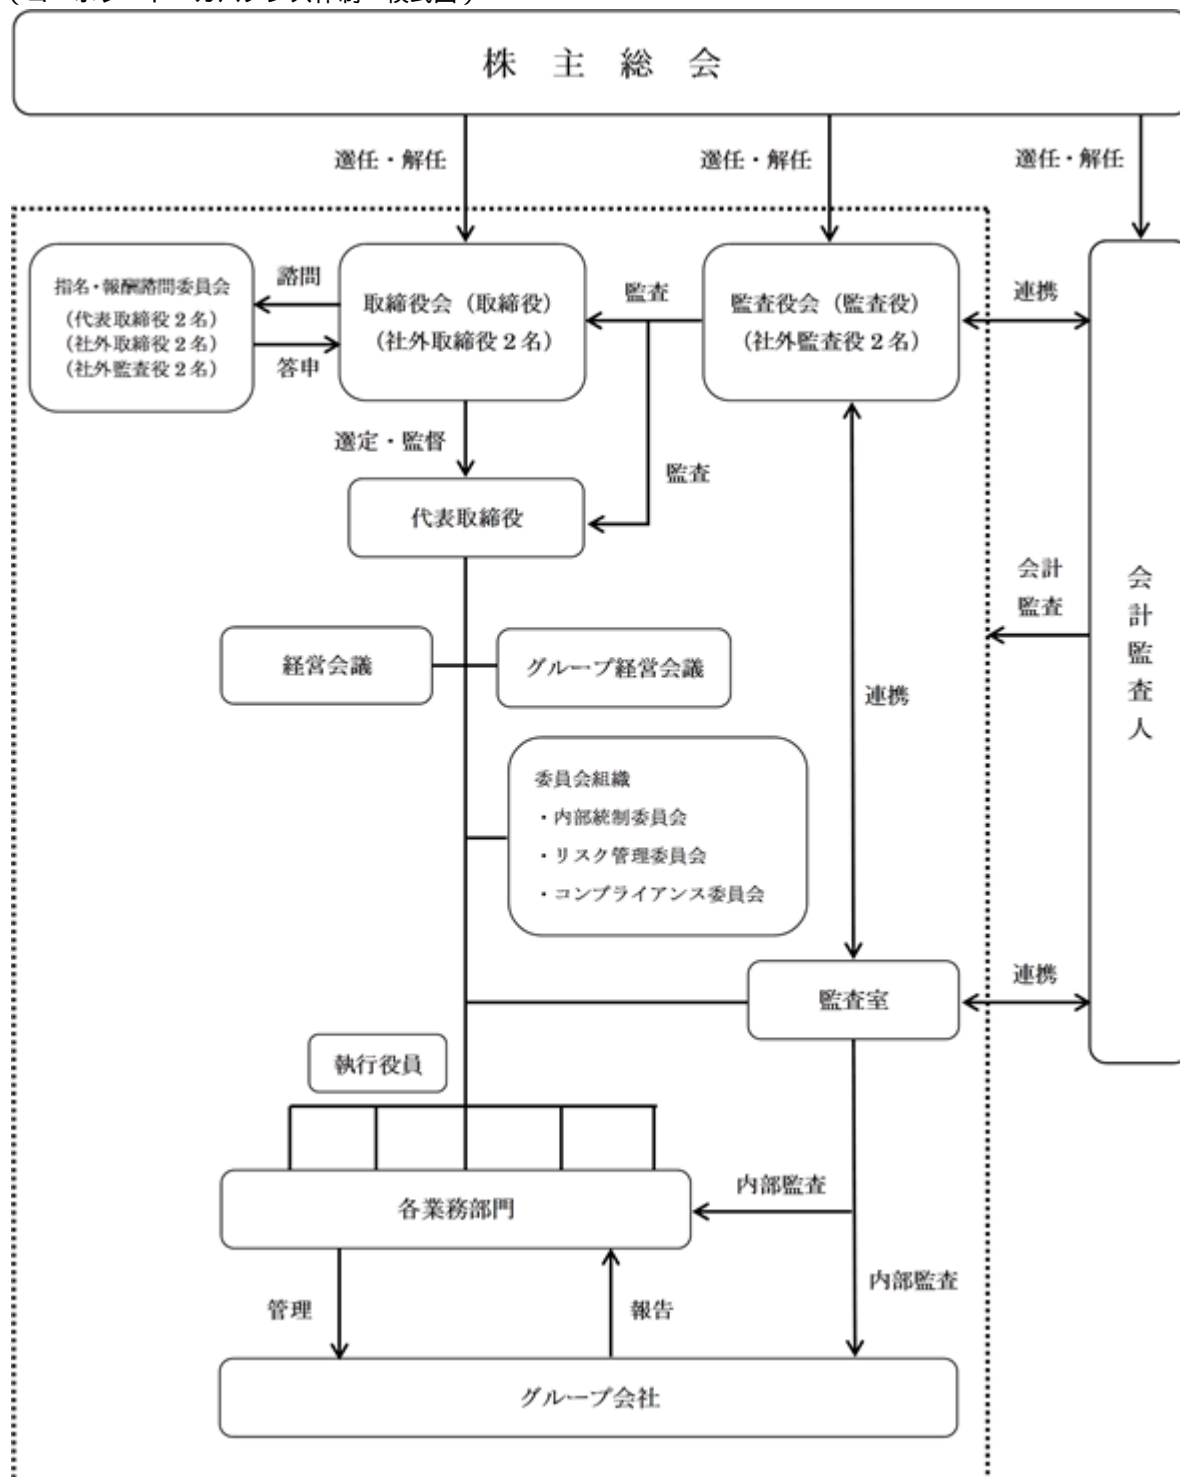 株 主 総 会
選任・解任
選任・解任
選任・解任
指名・報酬諮問委員会
(代表取締役2名)
(社外取締役2名)
(社外監査役2名)
諮問
答申
取締役会(取締役)
(社外取締役2名)
監査
監査役会(監査役)
(社外監査役2名)
連携
選定・監督
監査
代表取締役
会計
監査
会計監査人
経営会議
グループ経営会議
連携
委員会組織
・内部統制委員会
・リスク管理委員会
・コンプライアンス委員会
監査室
連携
執行役員
各業務部門
内部監査
内部監査
管理
報告
グループ会社